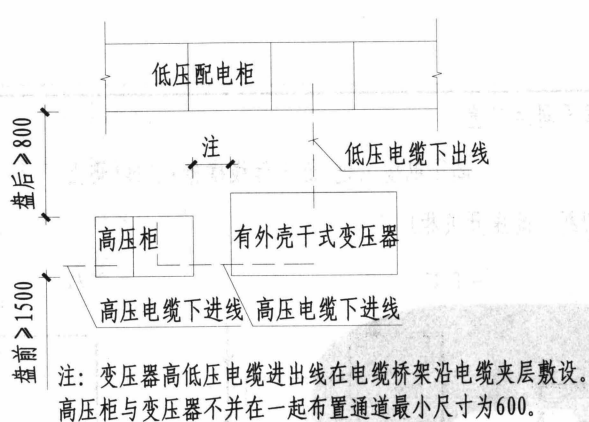 低压配电柜
盘后≥800
注
低压电缆下出线
高压柜
有外壳干式变压器
高压电缆下进线
高压电缆下进线
盘前≥1500
注：变压器高低压电缆进出线在电缆桥架沿电缆夹层敷设。
高压柜与变压器不并在一起布置通道最小尺寸为600。